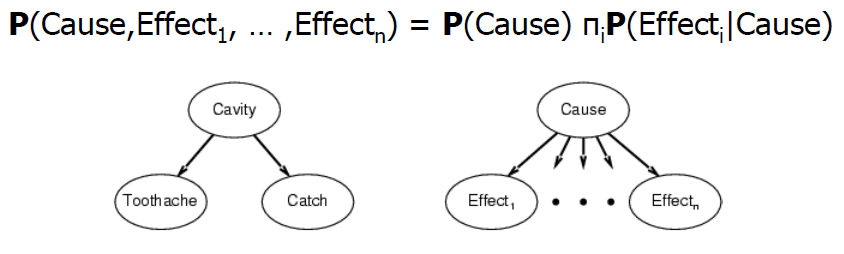 P(Cause,Effect₁, … ,Effectₙ) = P(Cause) πᵢP(Effectᵢ|Cause)
Cavity
Toothache
Catch
Cause
Effect₁
• • •
Effectₙ